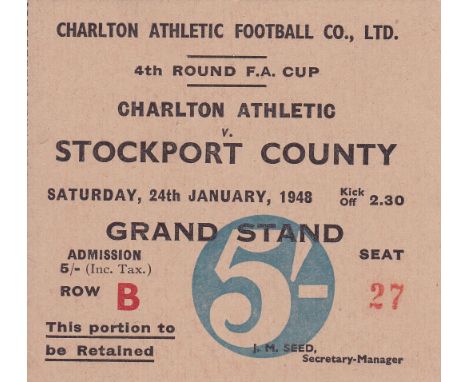 CHARLTON ATHLETIC FOOTBALL CO., LTD.
4th ROUND F.A. CUP
CHARLTON ATHLETIC
v.
STOCKPORT COUNTY
SATURDAY, 24th JANUARY, 1948 Kick Off 2.30
GRAND STAND
ADMISSION
5/- (Inc. Tax.)
5/-
SEAT
27
ROW B
This portion to
be Retained
J. M. SEED,
Secretary-Manager